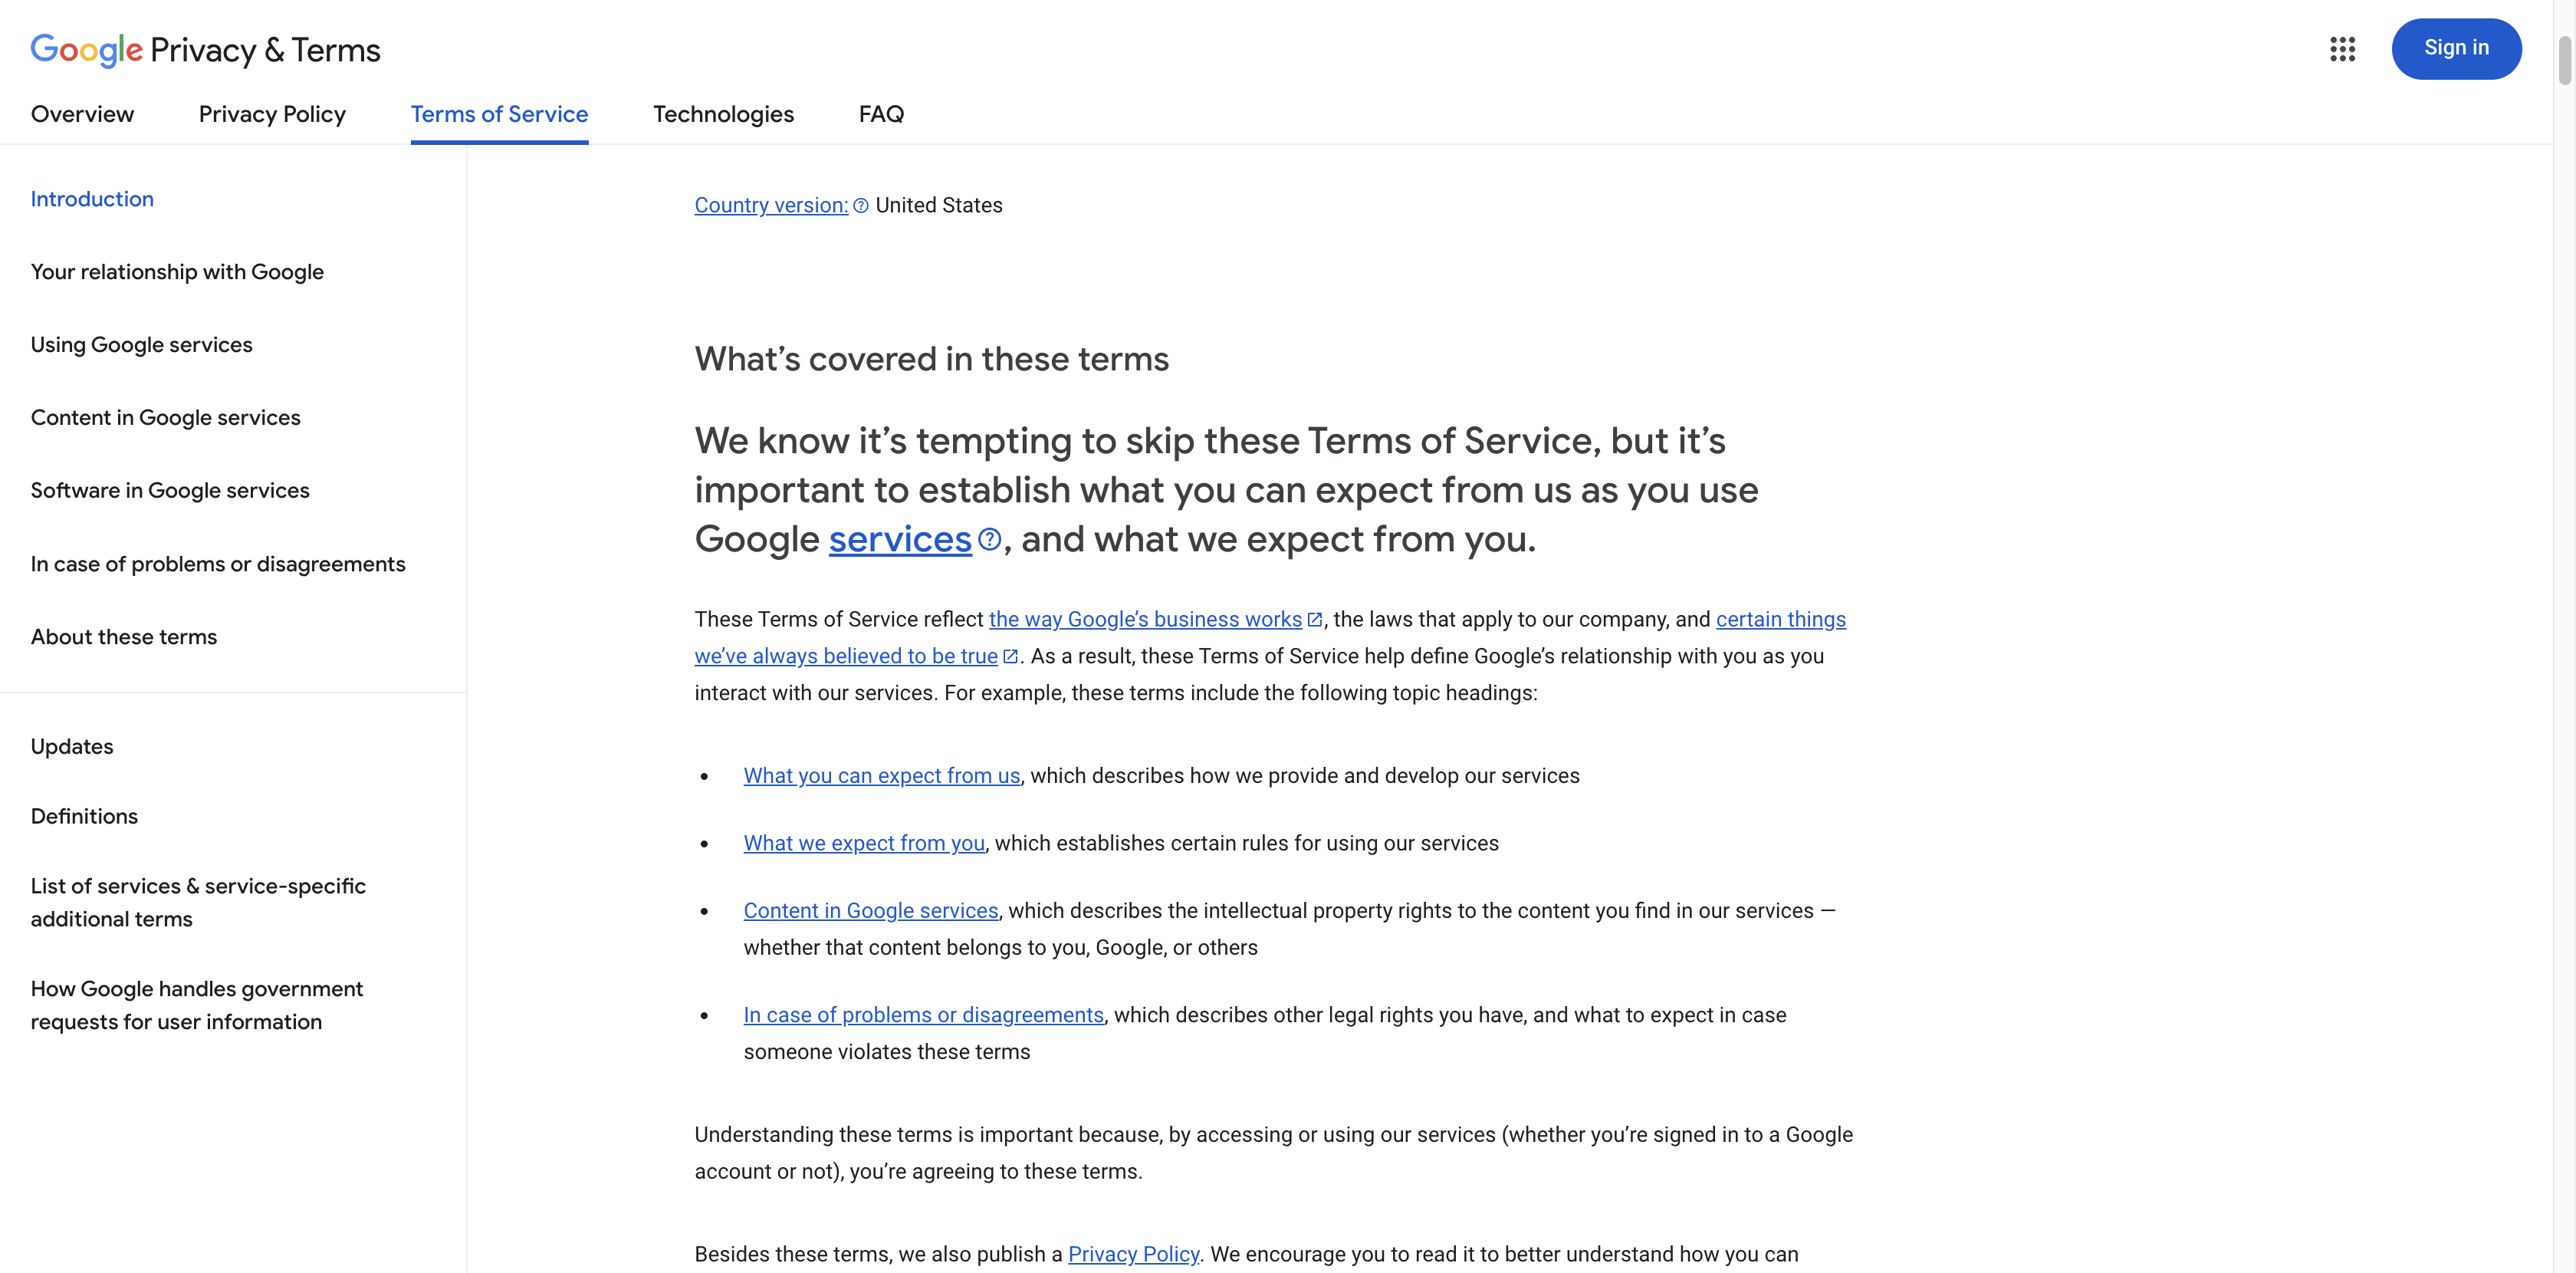 Google Privacy & Terms
Sign in
Overview
Privacy Policy
Terms of Service
Technologies
FAQ
Introduction
Your relationship with Google
Using Google services
Content in Google services
Software in Google services
In case of problems or disagreements
About these terms
Updates
Definitions
List of services & service-specific
additional terms
How Google handles government
requests for user information
Country version: United States
What’s covered in these terms
We know it’s tempting to skip these Terms of Service, but it’s
important to establish what you can expect from us as you use
Google services, and what we expect from you.
These Terms of Service reflect the way Google’s business works, the laws that apply to our company, and certain things
we’ve always believed to be true. As a result, these Terms of Service help define Google’s relationship with you as you
interact with our services. For example, these terms include the following topic headings:
• What you can expect from us, which describes how we provide and develop our services
• What we expect from you, which establishes certain rules for using our services
• Content in Google services, which describes the intellectual property rights to the content you find in our services —
whether that content belongs to you, Google, or others
• In case of problems or disagreements, which describes other legal rights you have, and what to expect in case
someone violates these terms
Understanding these terms is important because, by accessing or using our services (whether you’re signed in to a Google
account or not), you’re agreeing to these terms.
Besides these terms, we also publish a Privacy Policy. We encourage you to read it to better understand how you can